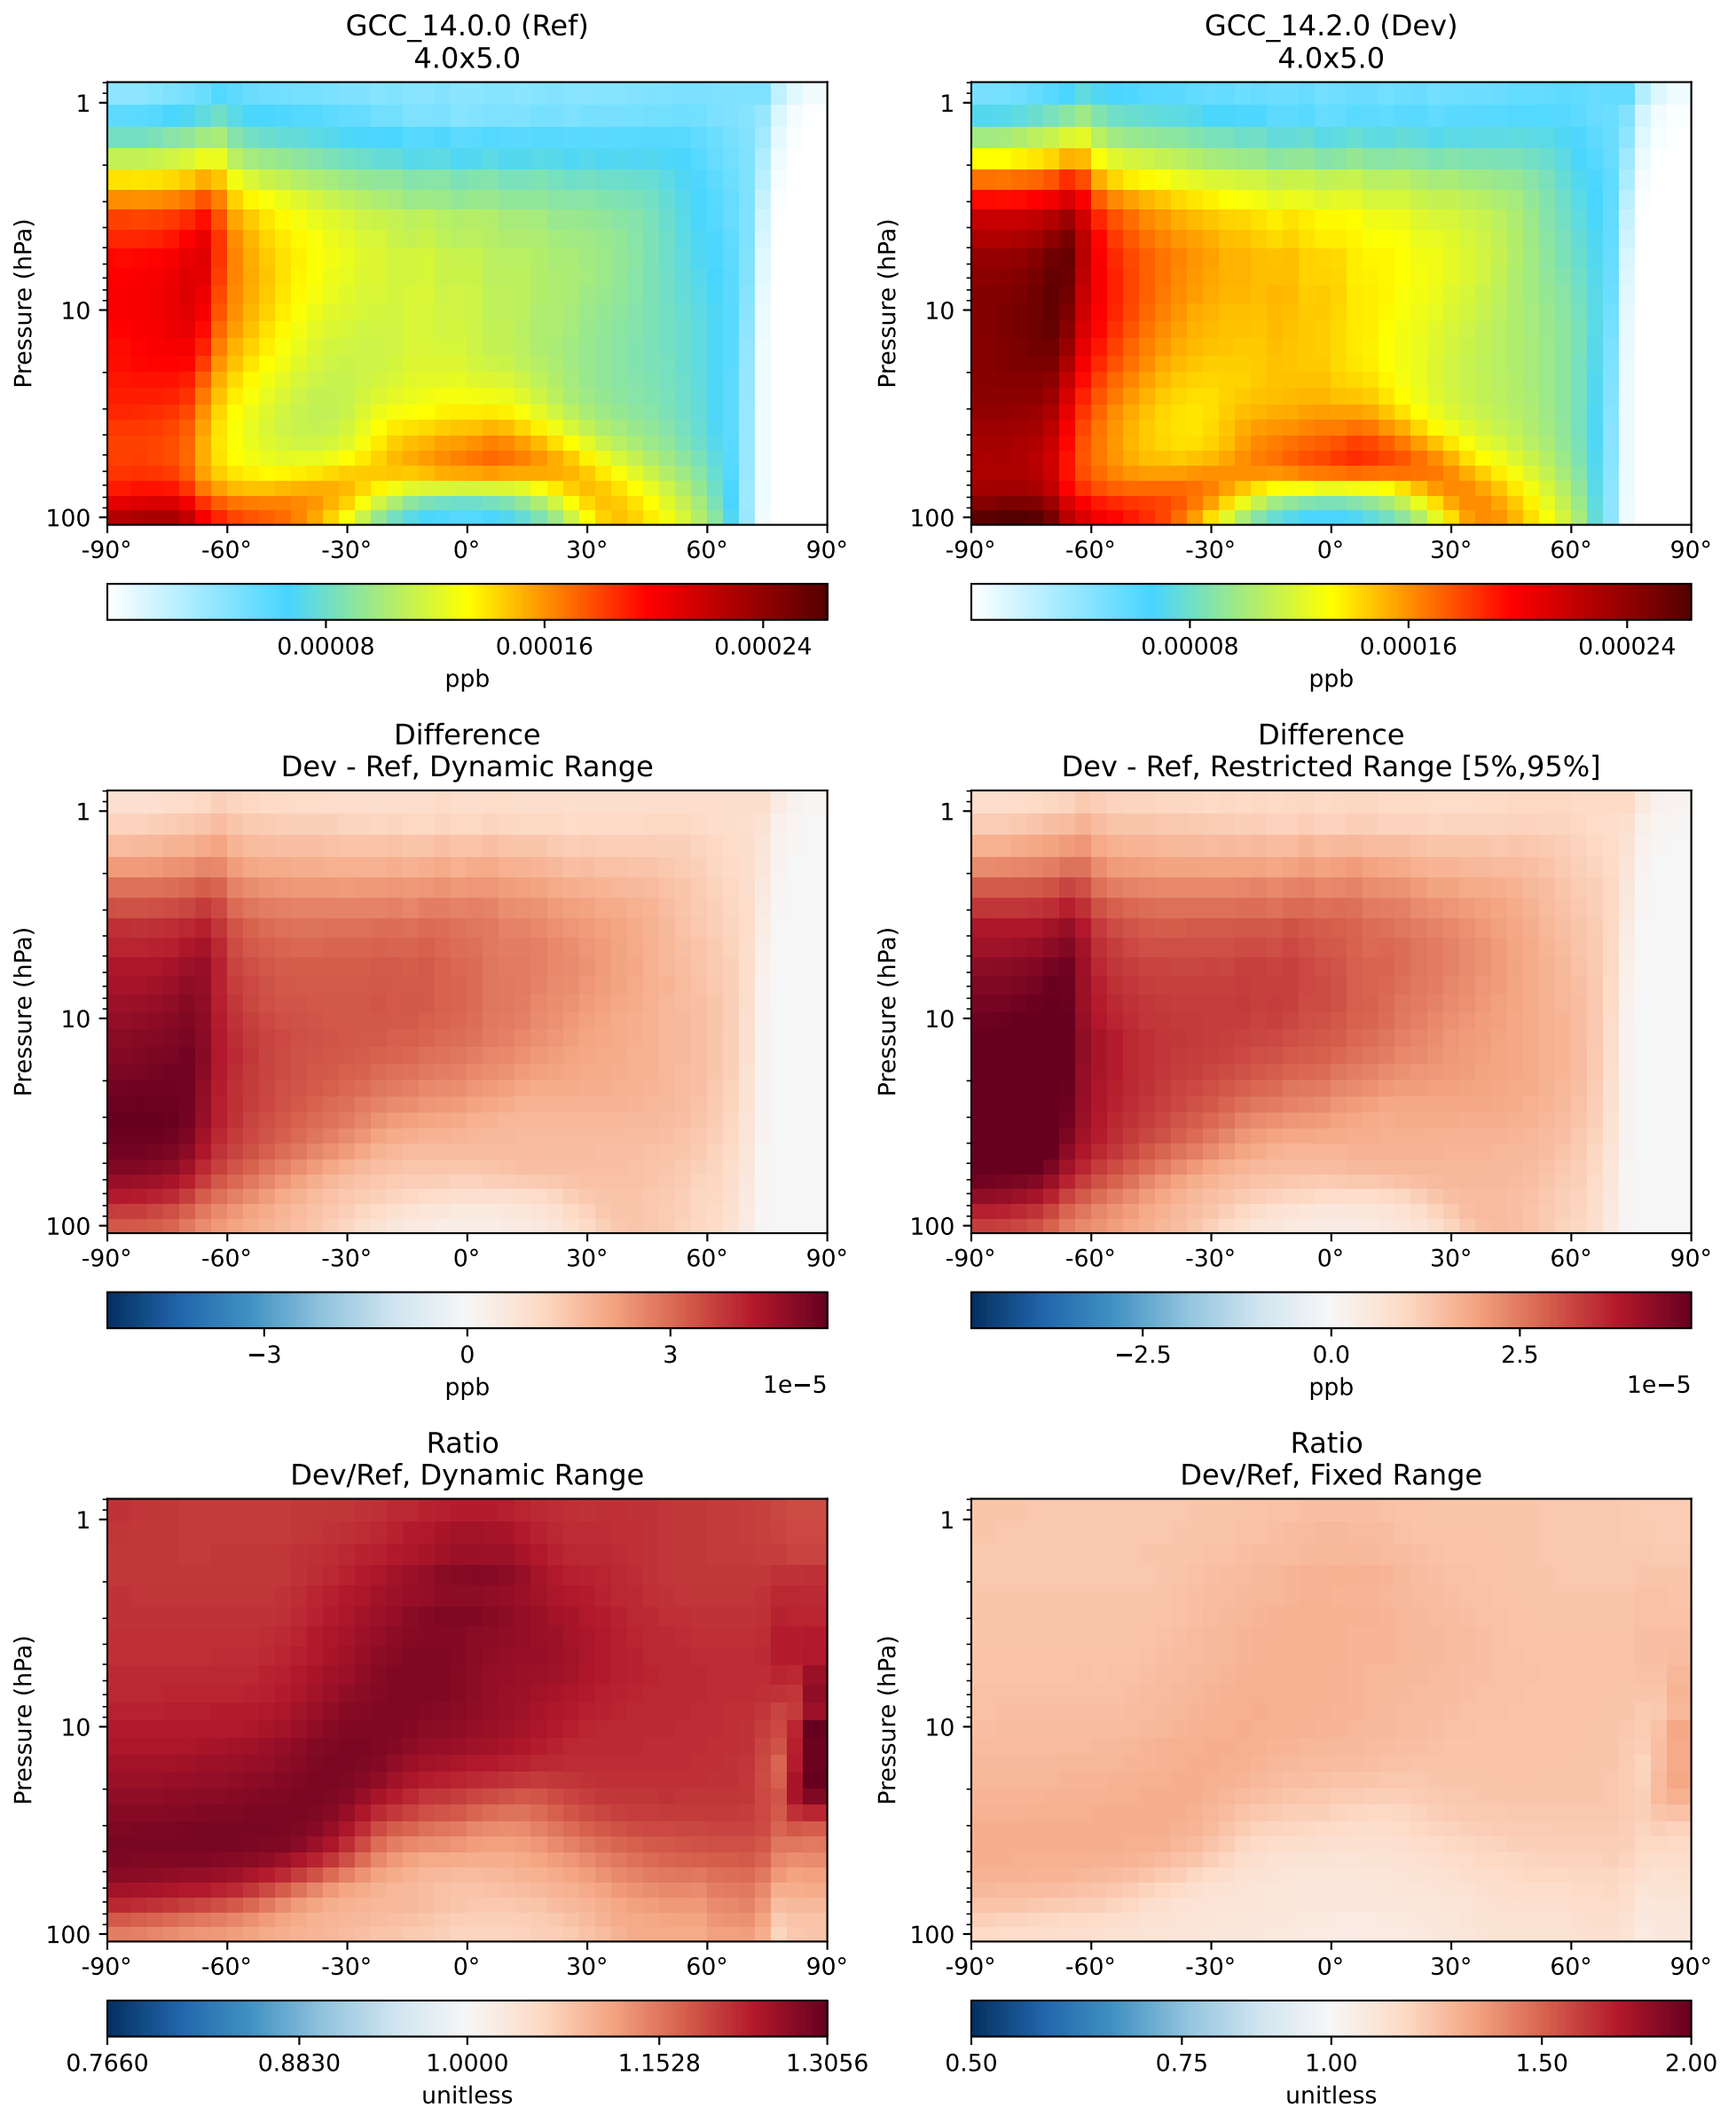 GCC_14.0.0 (Ref)
4.0x5.0
Pressure (hPa)
1
10
100
-90° -60° -30° 0° 30° 60° 90°
0.00008 0.00016 0.00024
ppb
GCC_14.2.0 (Dev)
4.0x5.0
Pressure (hPa)
1
10
100
-90° -60° -30° 0° 30° 60° 90°
0.00008 0.00016 0.00024
ppb
Difference
Dev - Ref, Dynamic Range
Pressure (hPa)
1
10
100
-90° -60° -30° 0° 30° 60° 90°
−3 0 3
ppb
1e−5
Difference
Dev - Ref, Restricted Range [5%,95%]
Pressure (hPa)
1
10
100
-90° -60° -30° 0° 30° 60° 90°
−2.5 0.0 2.5
ppb
1e−5
Ratio
Dev/Ref, Dynamic Range
Pressure (hPa)
1
10
100
-90° -60° -30° 0° 30° 60° 90°
0.7660 0.8830 1.0000 1.1528 1.3056
unitless
Ratio
Dev/Ref, Fixed Range
Pressure (hPa)
1
10
100
-90° -60° -30° 0° 30° 60° 90°
0.50 0.75 1.00 1.50 2.00
unitless